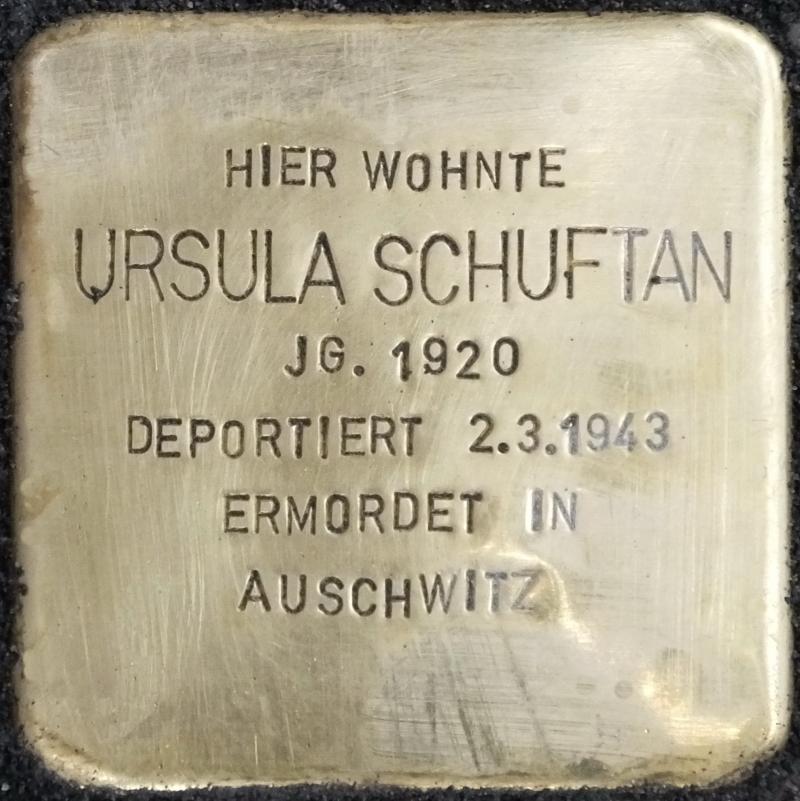 HIER WOHNTE
URSULA SCHUFTAN
JG. 1920
DEPORTIERT 2.3.1943
ERMORDET IN
AUSCHWITZ